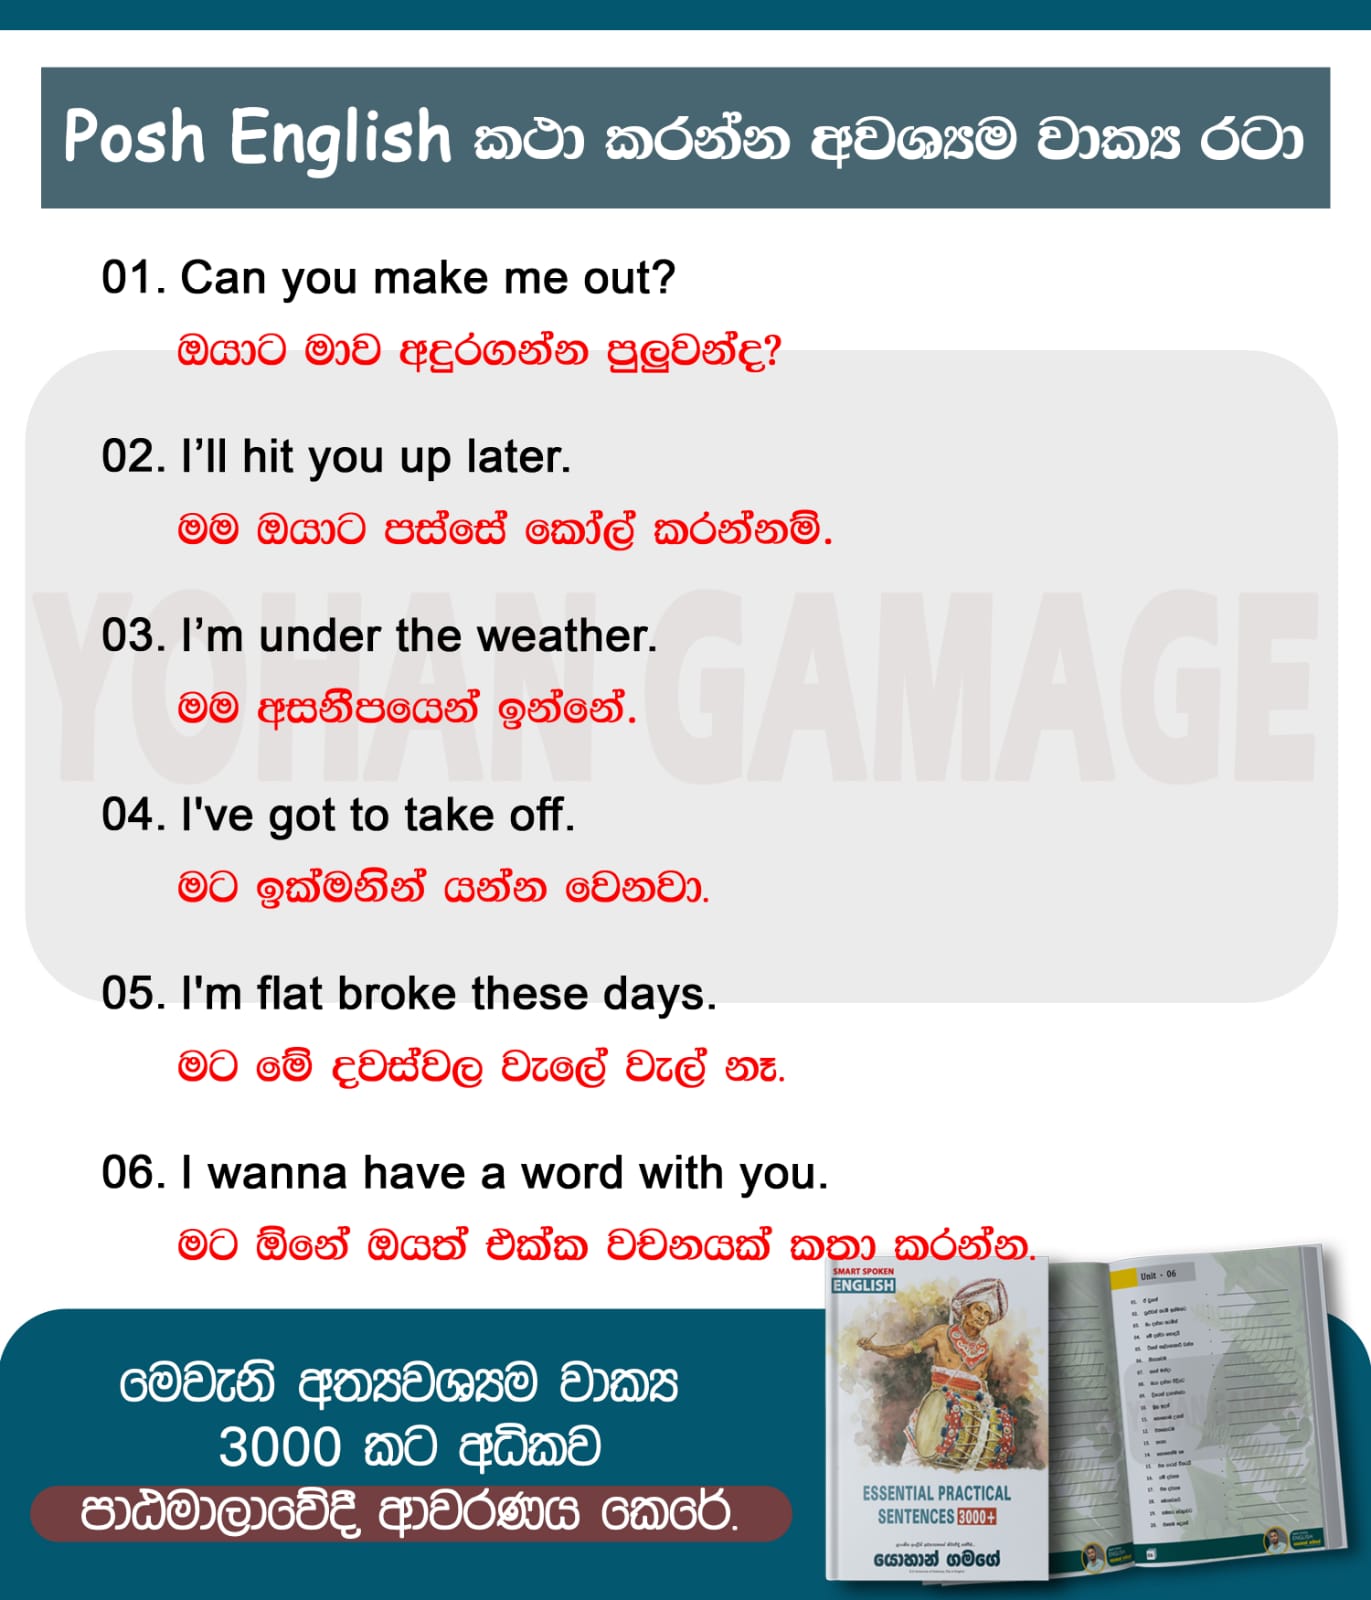 Posh English කථා කරන්න අවශ්‍යම වාක්‍ය රටා
01. Can you make me out?
ඔයාට මාව අදුරගන්න පුලුවන්ද?
02. I’ll hit you up later.
මම ඔයාට පස්සේ කෝල් කරන්නම්.
YOHAN GAMAGE
03. I’m under the weather.
මම අසනීපයෙන් ඉන්නේ.
04. I've got to take off.
මට ඉක්මනින් යන්න වෙනවා.
05. I'm flat broke these days.
මට මේ දවස්වල වැලේ වැල් නෑ.
06. I wanna have a word with you.
මට ඕනේ ඔයත් එක්ක වචනයක් කතා කරන්න.
මෙවැනි අත්‍යවශ්‍යම වාක්‍ය
3000 කට අධිකව
පාඨමාලාවේදී ආවරණය කෙරේ.
SMART SPOKEN
ENGLISH
ESSENTIAL PRACTICAL
SENTENCES 3000+
යොහාන් ගමගේ
Unit - 06